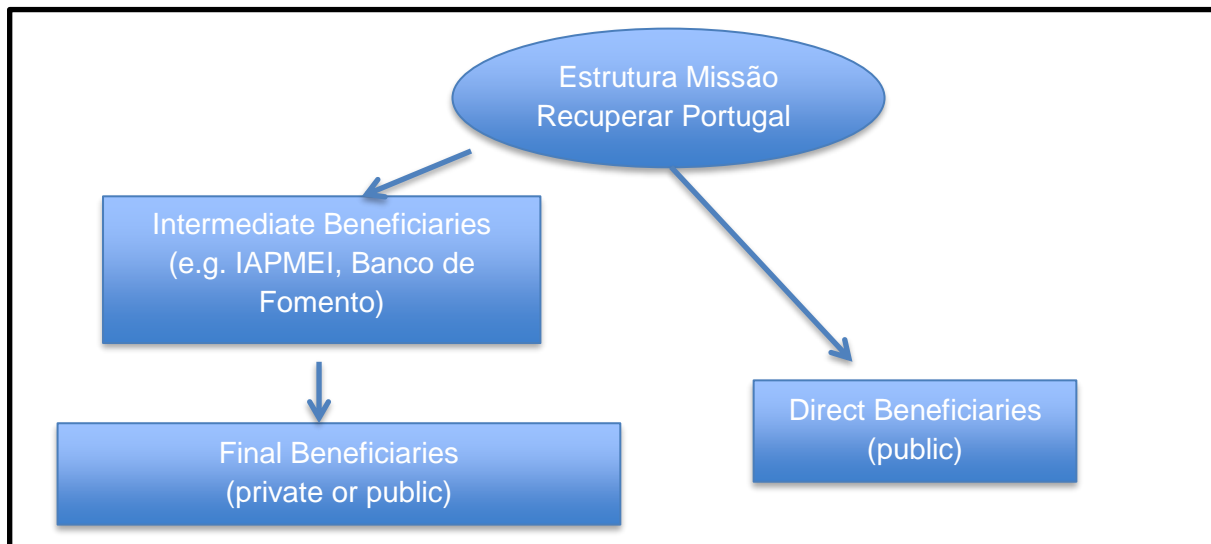 Estrutura Missão
Recuperar Portugal
Intermediate Beneficiaries
(e.g. IAPMEI, Banco de
Fomento)
Final Beneficiaries
(private or public)
Direct Beneficiaries
(public)